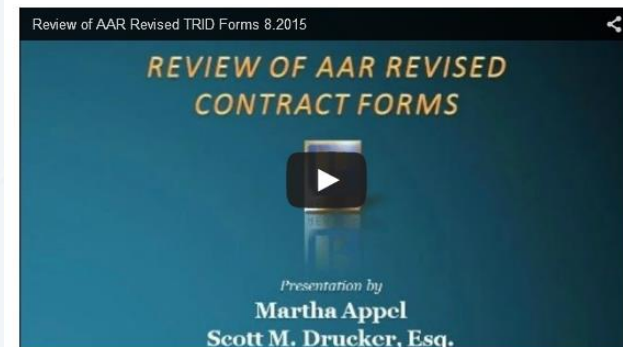 Review of AAR Revised TRID Forms 8.2015
REVIEW OF AAR REVISED
CONTRACT FORMS
Presentation by
Martha Appel
Scott M. Drucker, Esq.